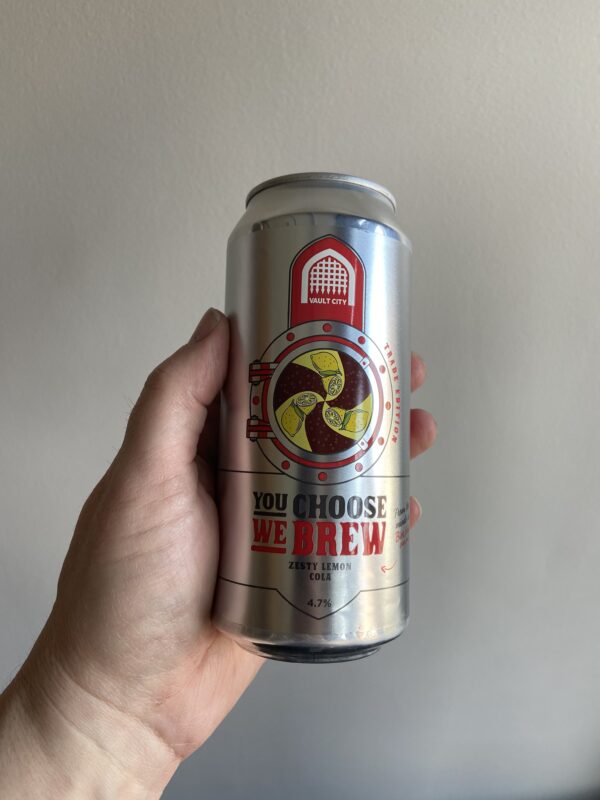 VAULT CITY
TRADE EDITION
YOU CHOOSE
WE BREW
ZESTY LEMON
COLA
4.7%